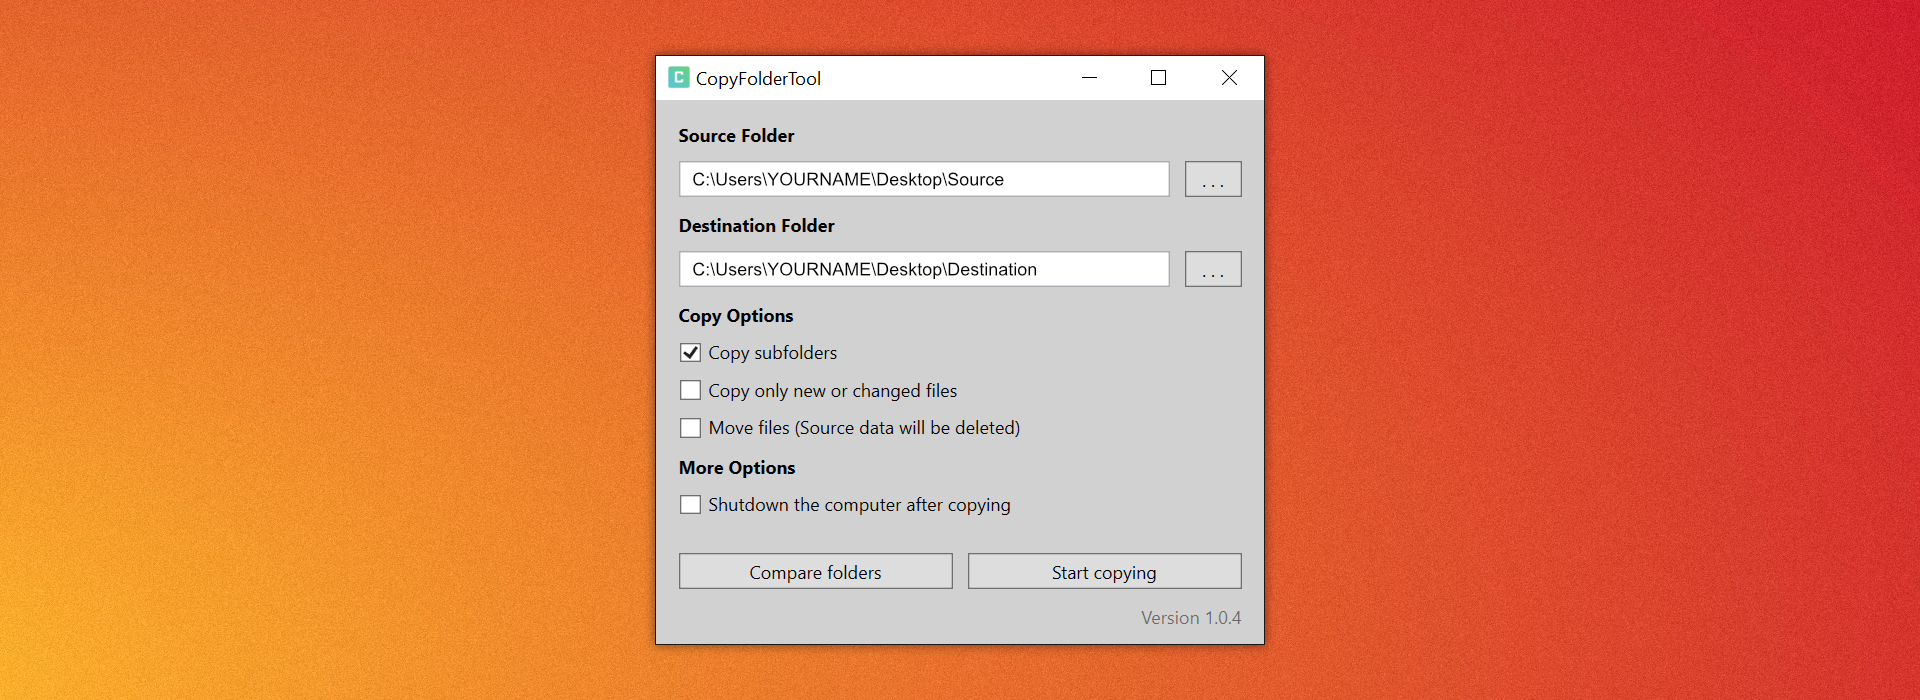 C CopyFolderTool
Source Folder
C:\Users\YOURNAME\Desktop\Source
...
Destination Folder
C:\Users\YOURNAME\Desktop\Destination
...
Copy Options
Copy subfolders
Copy only new or changed files
Move files (Source data will be deleted)
More Options
Shutdown the computer after copying
Compare folders
Start copying
Version 1.0.4